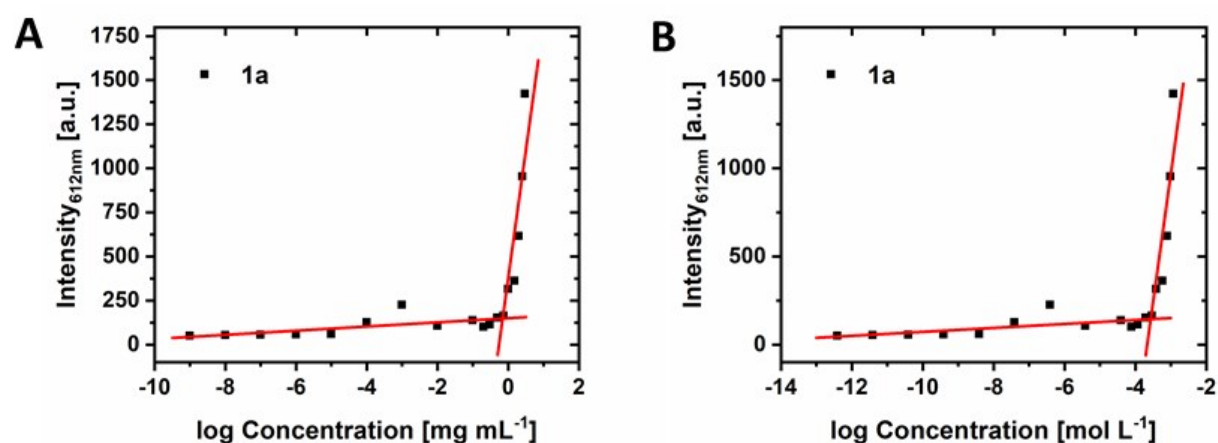 A
1750
1500
1250
1000
750
500
250
0
Intensity612nm [a.u.]
1a
-10 -8 -6 -4 -2 0 2
log Concentration [mg mL-1]
B
1500
1000
500
0
Intensity612nm [a.u.]
1a
-14 -12 -10 -8 -6 -4 -2
log Concentration [mol L-1]